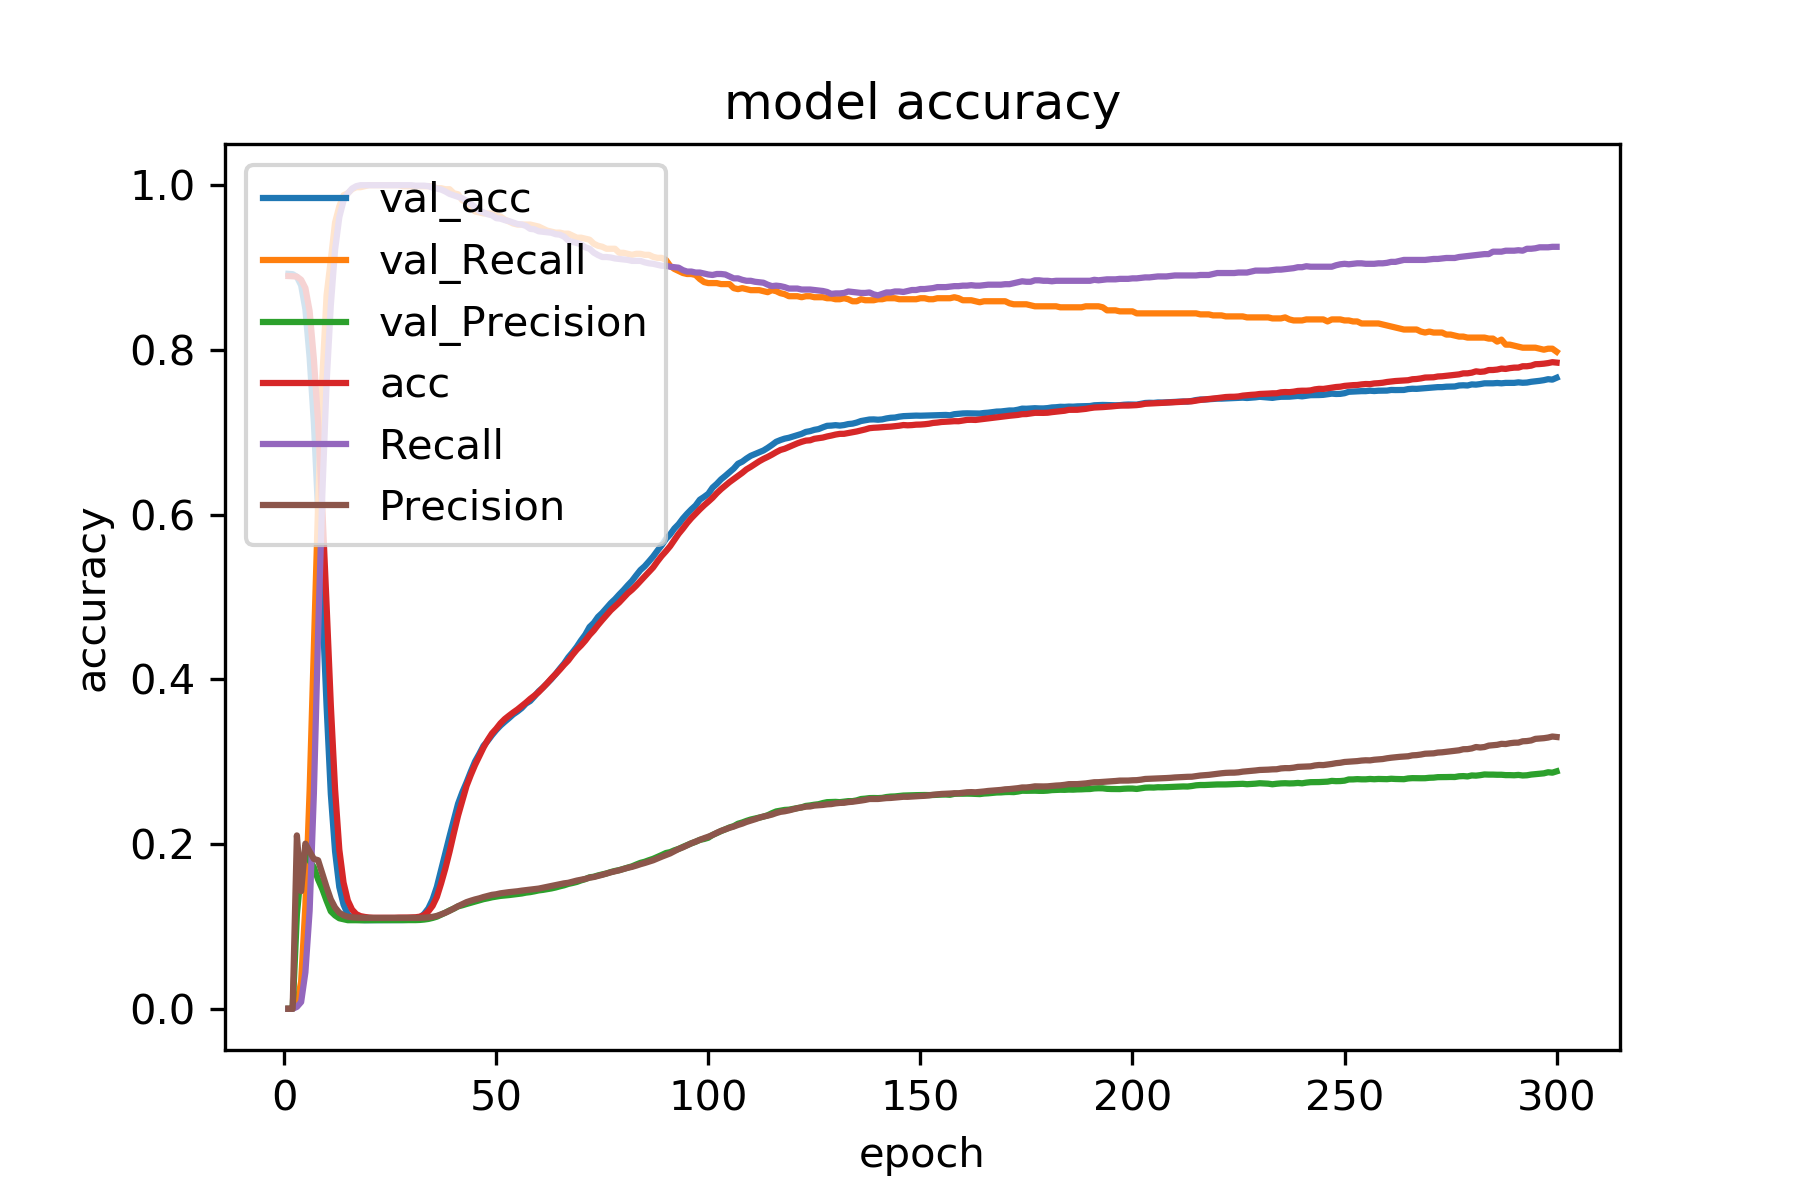 model accuracy
accuracy
1.0
0.8
0.6
0.4
0.2
0.0
val_acc
val_Recall
val_Precision
acc
Recall
Precision
0 50 100 150 200 250 300
epoch